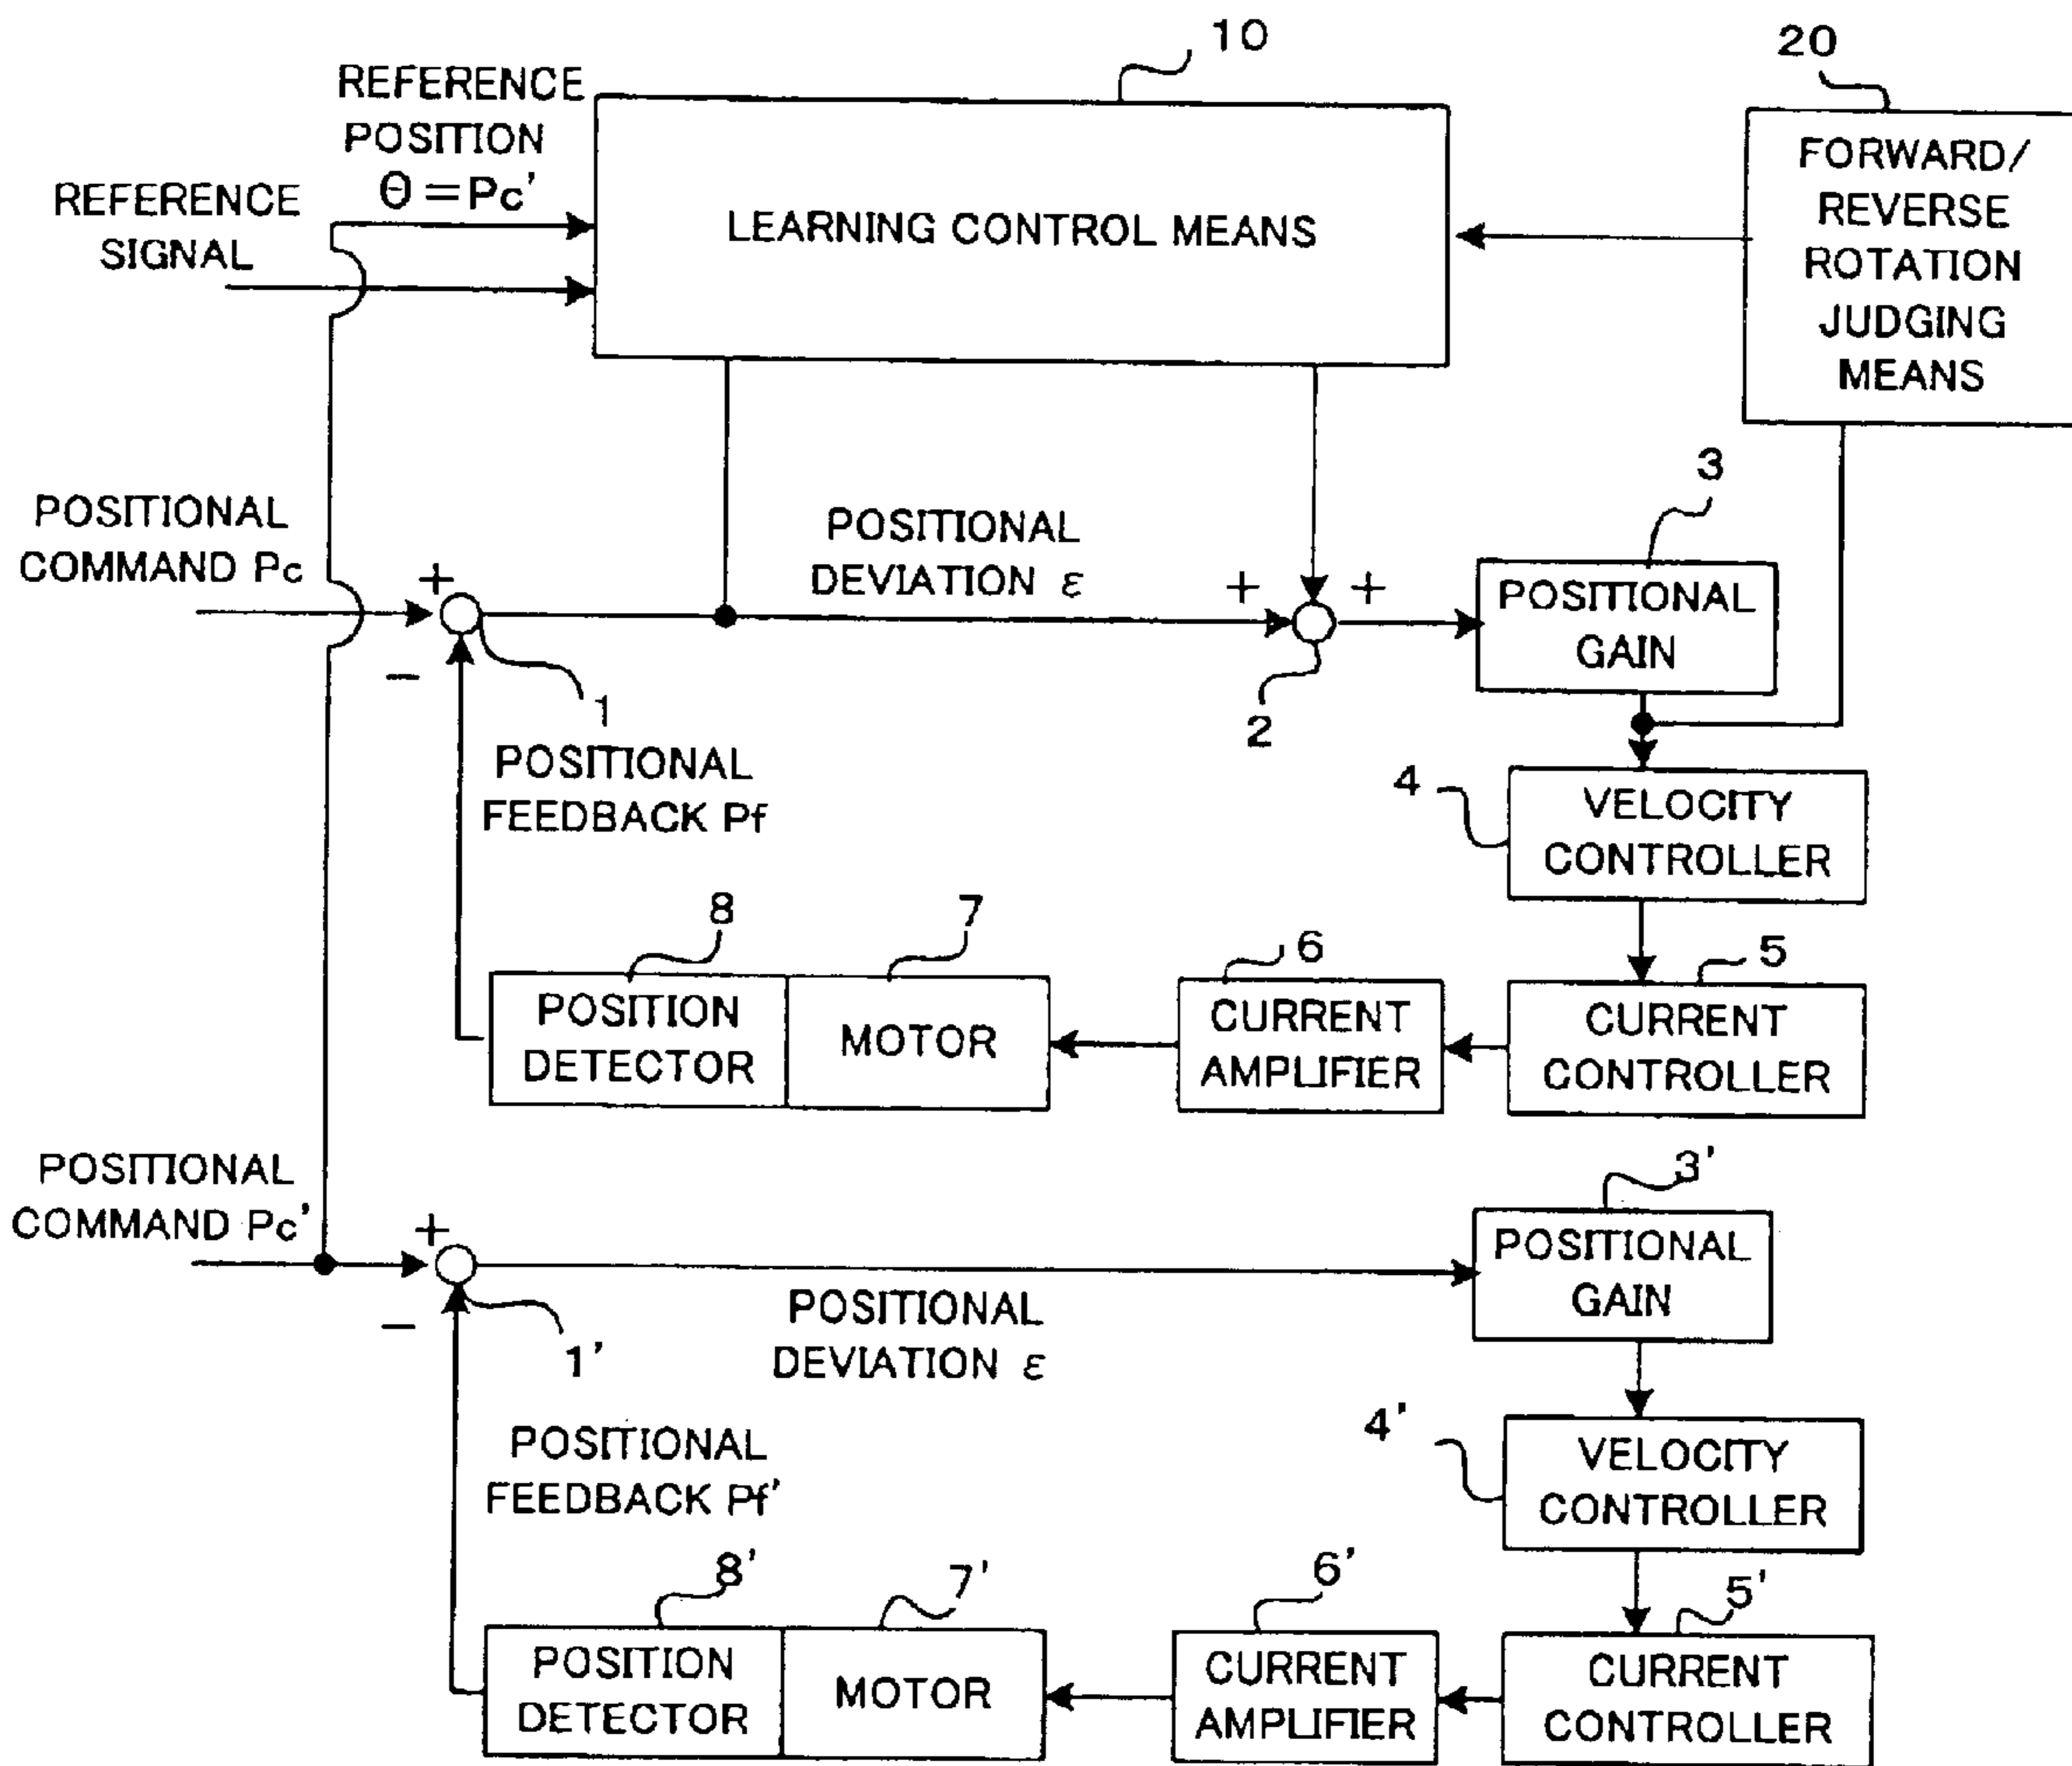 10
20
REFERENCE
POSITION
Θ=Pc'
REFERENCE
SIGNAL
LEARNING CONTROL MEANS
FORWARD/
REVERSE
ROTATION
JUDGING
MEANS
POSITIONAL
COMMAND Pc
+
−
1
POSITIONAL
DEVIATION ε
+
+
2
3
POSITIONAL
GAIN
POSITIONAL
FEEDBACK Pf
4
VELOCITY
CONTROLLER
8
POSITION
DETECTOR
7
MOTOR
6
CURRENT
AMPLIFIER
5
CURRENT
CONTROLLER
POSITIONAL
COMMAND Pc'
+
−
1'
POSITIONAL
DEVIATION ε
3'
POSITIONAL
GAIN
POSITIONAL
FEEDBACK Pf'
4'
VELOCITY
CONTROLLER
8'
POSITION
DETECTOR
7'
MOTOR
6'
CURRENT
AMPLIFIER
5'
CURRENT
CONTROLLER